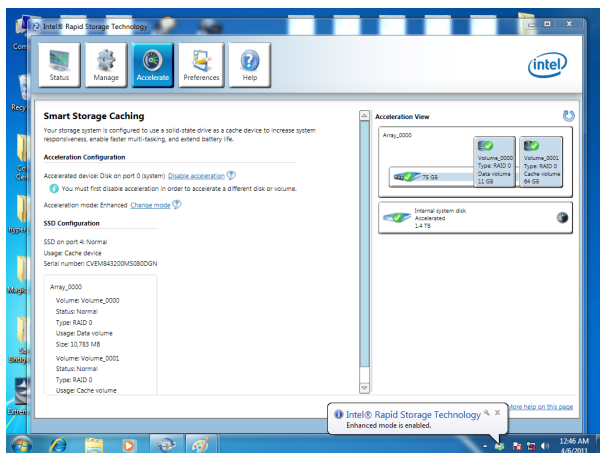 Intel® Rapid Storage Technology
Status
Manage
Accelerate
Preferences
Help
intel
Smart Storage Caching
Your storage system is configured to use a solid-state drive as a cache device to increase system
responsiveness, enable faster multi-tasking, and extend battery life.
Acceleration Configuration
Accelerated device: Disk on port 0 (system) Disable acceleration
You must first disable acceleration in order to accelerate a different disk or volume.
Acceleration mode: Enhanced Change mode
SSD Configuration
SSD on port 4: Normal
Usage: Cache device
Serial number: CVEM843200MS080DGN
Array_0000
Volume: Volume_0000
Status: Normal
Type: RAID 0
Usage: Data volume
Size: 10,783 MB
Volume: Volume_0001
Status: Normal
Type: RAID 0
Usage: Cache volume
Acceleration View
Array_0000
75 GB
Volume_0000
Type: RAID 0
Data volume
11 GB
Volume_0001
Type: RAID 0
Cache volume
64 GB
Internal system disk
Accelerated
1.4 TB
More help on this page
Intel® Rapid Storage Technology
Enhanced mode is enabled.
12:46 AM
4/6/2011